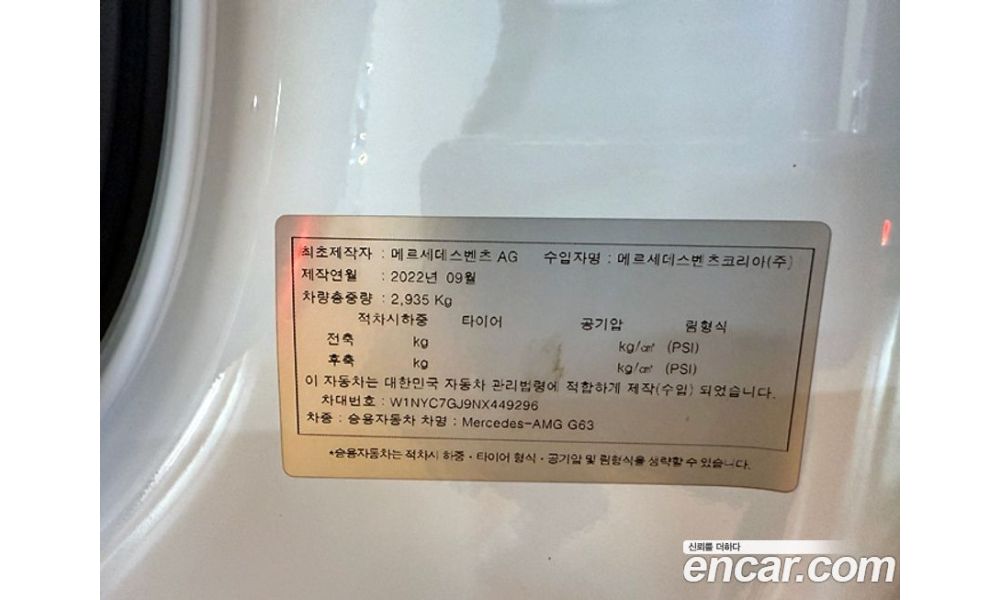 최초제작자 : 메르세데스벤츠 AG 수입자명 : 메르세데스벤츠코리아(주)
제작연월 : 2022년 09월
차량총중량 : 2,935 Kg
적차시하중 타이어 공기압 림형식
전축 kg kg/㎠ (PSI)
후축 kg kg/㎠ (PSI)
이 자동차는 대한민국 자동차 관리법령에 적합하게 제작(수입) 되었습니다.
차대번호 : W1NYC7GJ9NX449296
차종 : 승용자동차 차명 : Mercedes-AMG G63
*승용자동차는 적차시 하중·타이어 형식·공기압 및 림형식을 생략할 수 있습니다.
신뢰를 더하다
encar.com